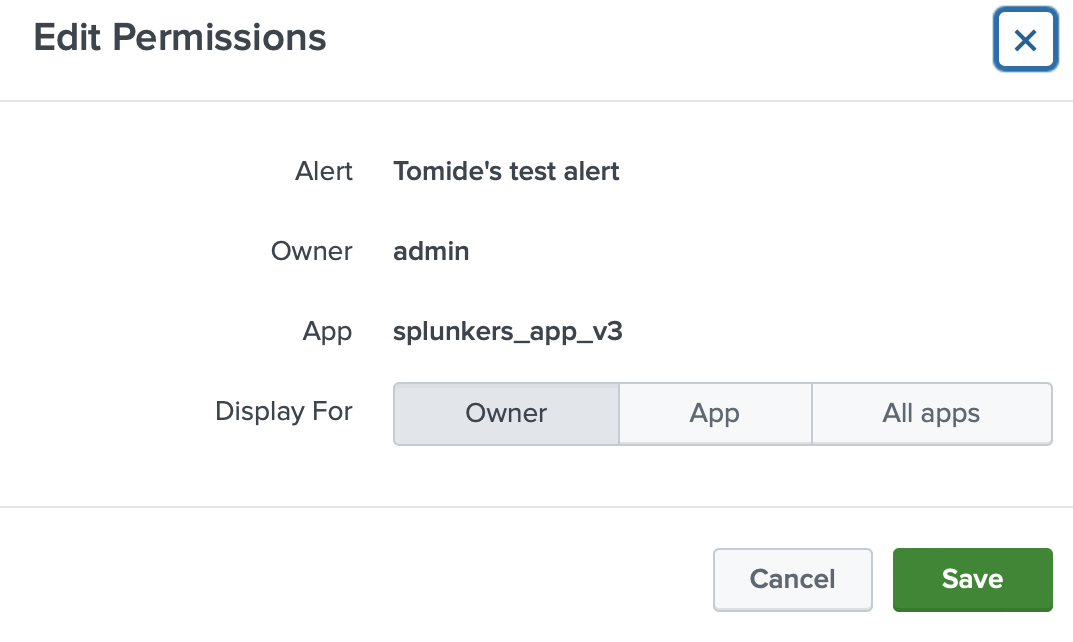 Edit Permissions
Alert Tomide's test alert
Owner admin
App splunkers_app_v3
Display For Owner App All apps
Cancel Save